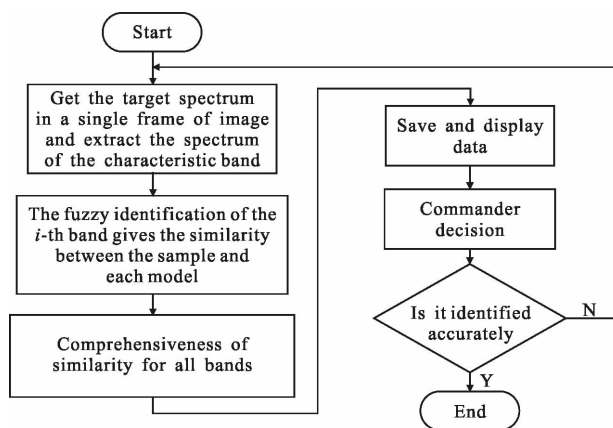 Start
Get the target spectrum
in a single frame of image
and extract the spectrum
of the characteristic band
The fuzzy identification of the
i-th band gives the similarity
between the sample and
each model
Comprehensiveness of
similarity for all bands
Save and display
data
Commander
decision
Is it identified
accurately
N
Y
End